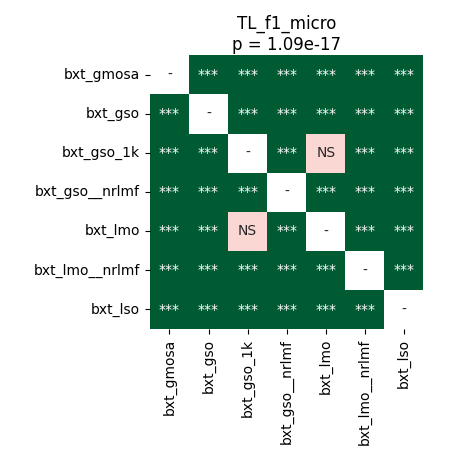 TL_f1_micro
p = 1.09e-17
bxt_gmosa - *** *** *** *** *** ***
bxt_gso *** - *** *** *** *** ***
bxt_gso_1k *** *** - *** NS *** ***
bxt_gso__nrlmf *** *** *** - *** *** ***
bxt_lmo *** *** NS *** - *** ***
bxt_lmo__nrlmf *** *** *** *** *** - ***
bxt_lso *** *** *** *** *** *** -
bxt_gmosa
bxt_gso
bxt_gso_1k
bxt_gso__nrlmf
bxt_lmo
bxt_lmo__nrlmf
bxt_lso